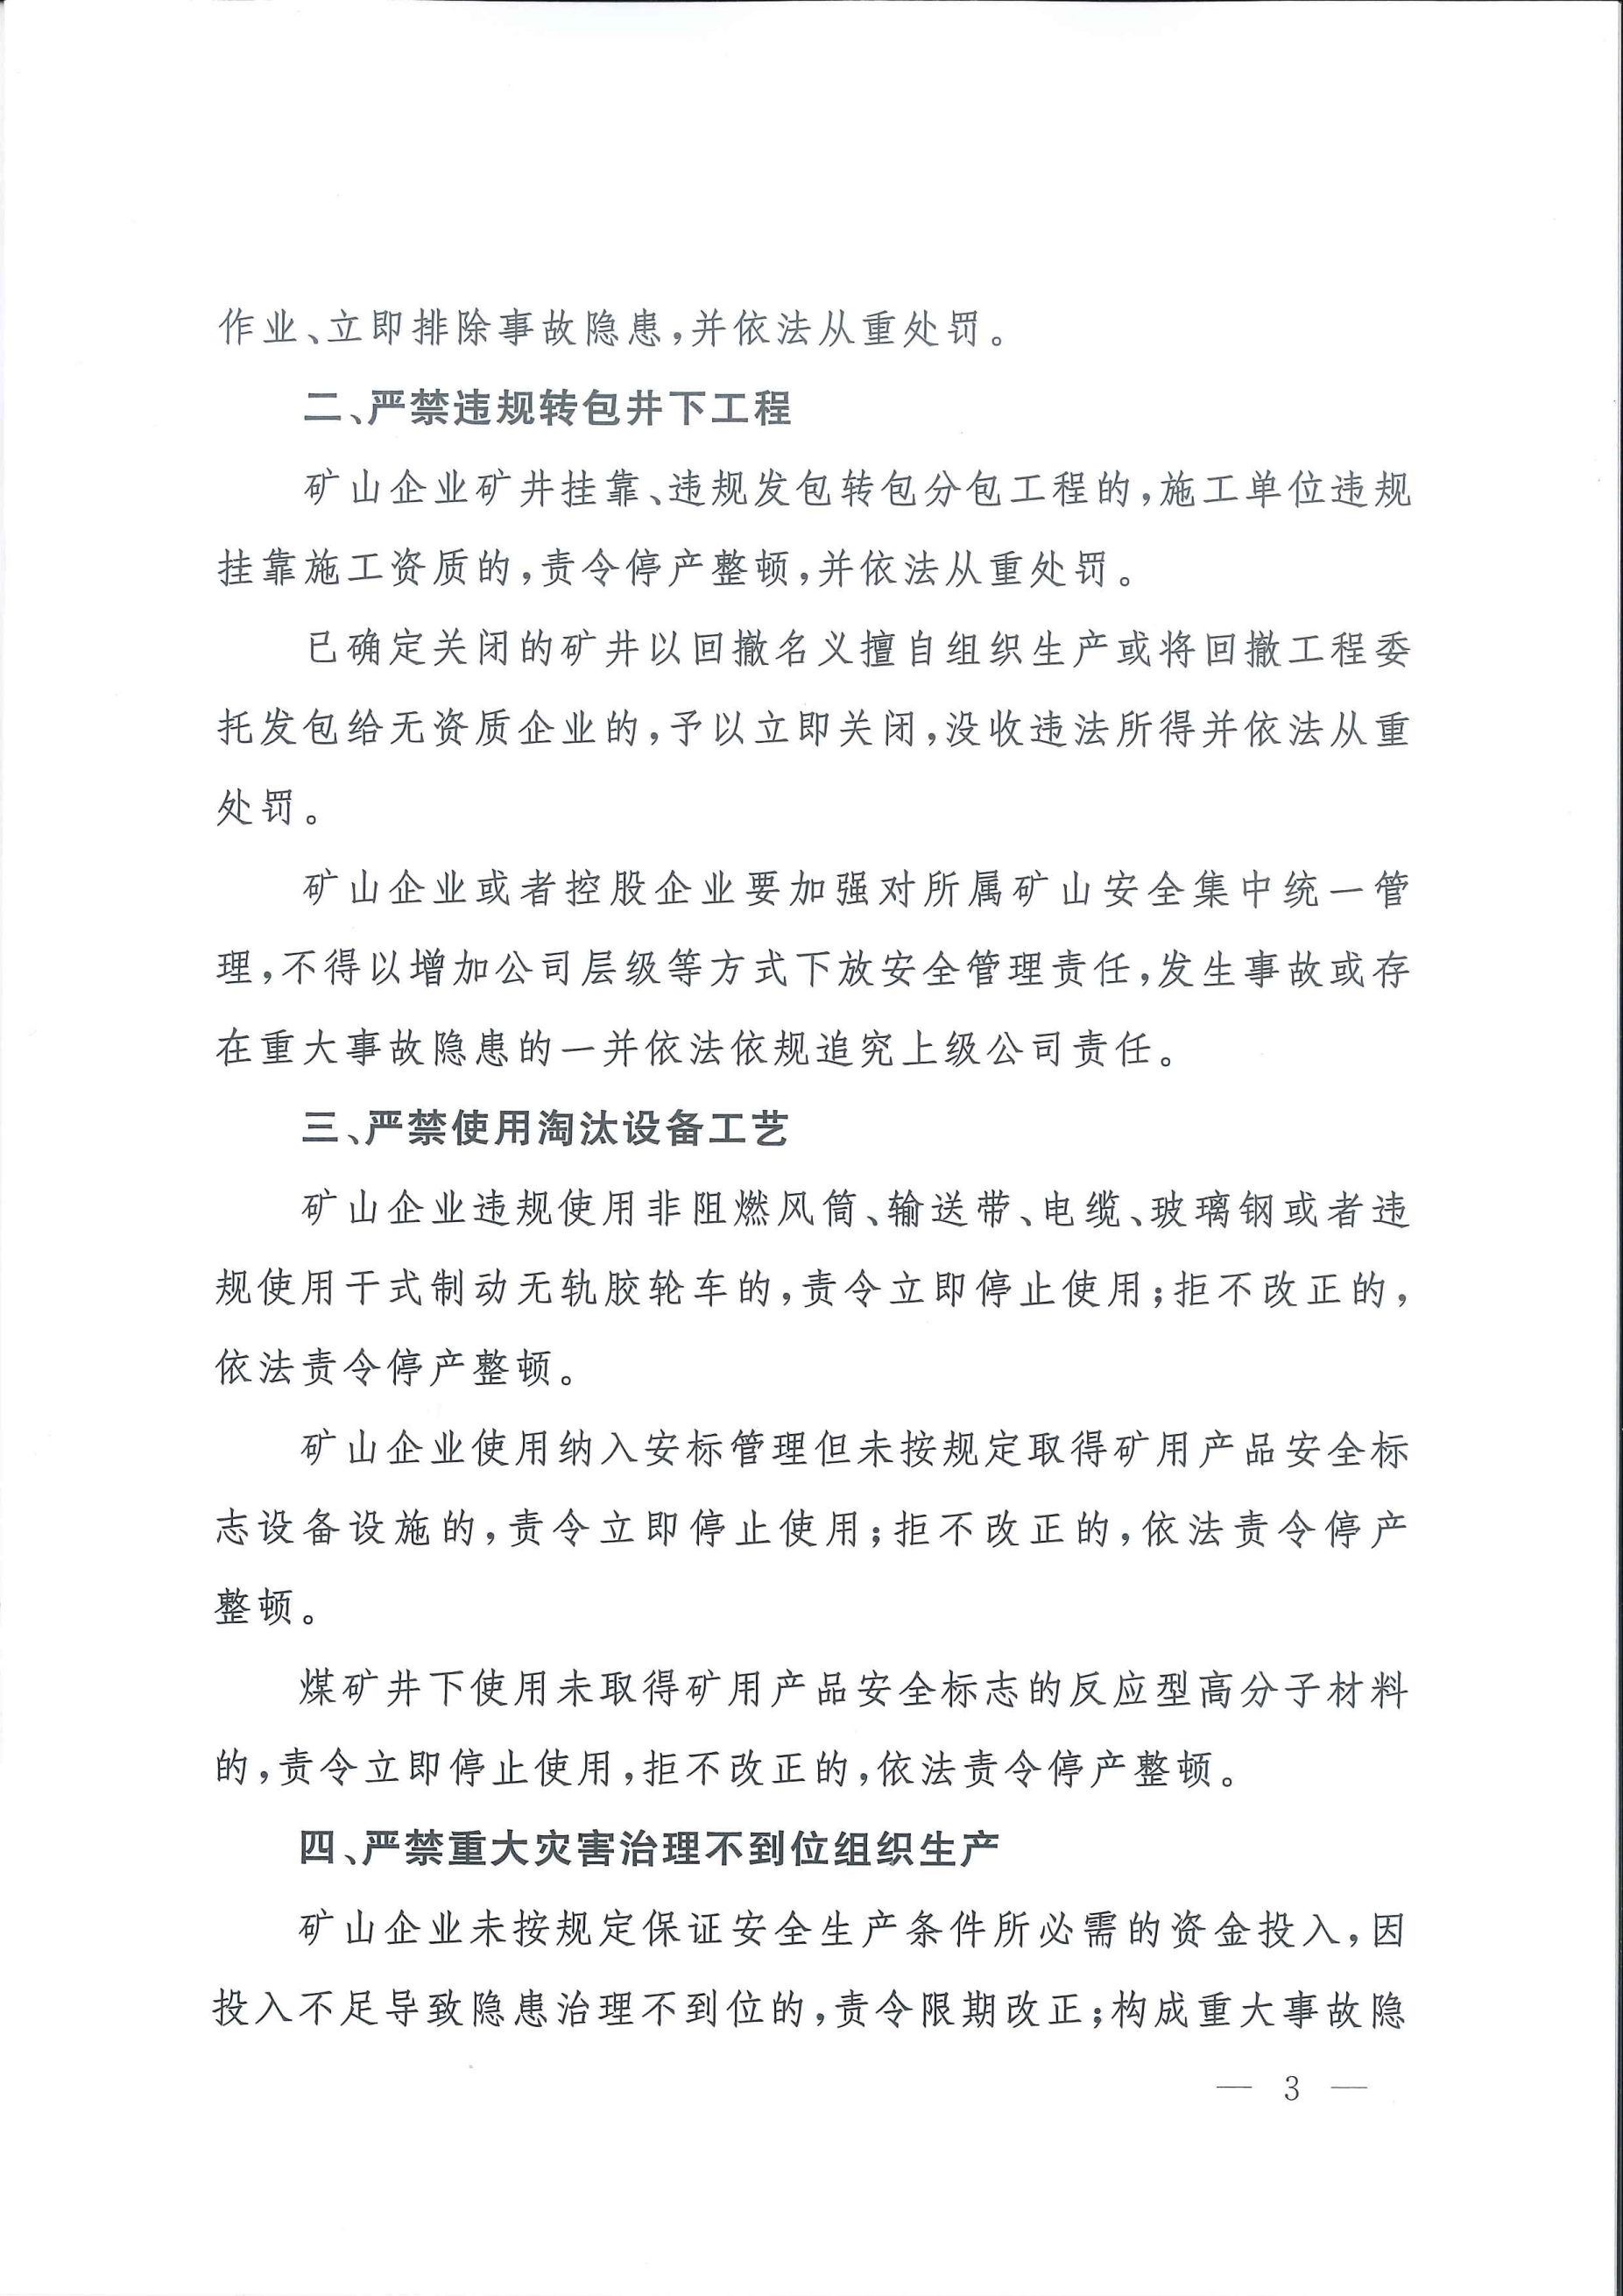 作业、立即排除事故隐患,并依法从重处罚。
二、严禁违规转包井下工程
矿山企业矿井挂靠、违规发包转包分包工程的,施工单位违规
挂靠施工资质的,责令停产整顿,并依法从重处罚。
已确定关闭的矿井以回撤名义擅自组织生产或将回撤工程委
托发包给无资质企业的,予以立即关闭,没收违法所得并依法从重
处罚。
矿山企业或者控股企业要加强对所属矿山安全集中统一管
理,不得以增加公司层级等方式下放安全管理责任,发生事故或存
在重大事故隐患的一并依法依规追究上级公司责任。
三、严禁使用淘汰设备工艺
矿山企业违规使用非阻燃风筒、输送带、电缆、玻璃钢或者违
规使用干式制动无轨胶轮车的,责令立即停止使用;拒不改正的,
依法责令停产整顿。
矿山企业使用纳入安标管理但未按规定取得矿用产品安全标
志设备设施的,责令立即停止使用;拒不改正的,依法责令停产
整顿。
煤矿井下使用未取得矿用产品安全标志的反应型高分子材料
的,责令立即停止使用,拒不改正的,依法责令停产整顿。
四、严禁重大灾害治理不到位组织生产
矿山企业未按规定保证安全生产条件所必需的资金投入,因
投入不足导致隐患治理不到位的,责令限期改正;构成重大事故隐
— 3 —